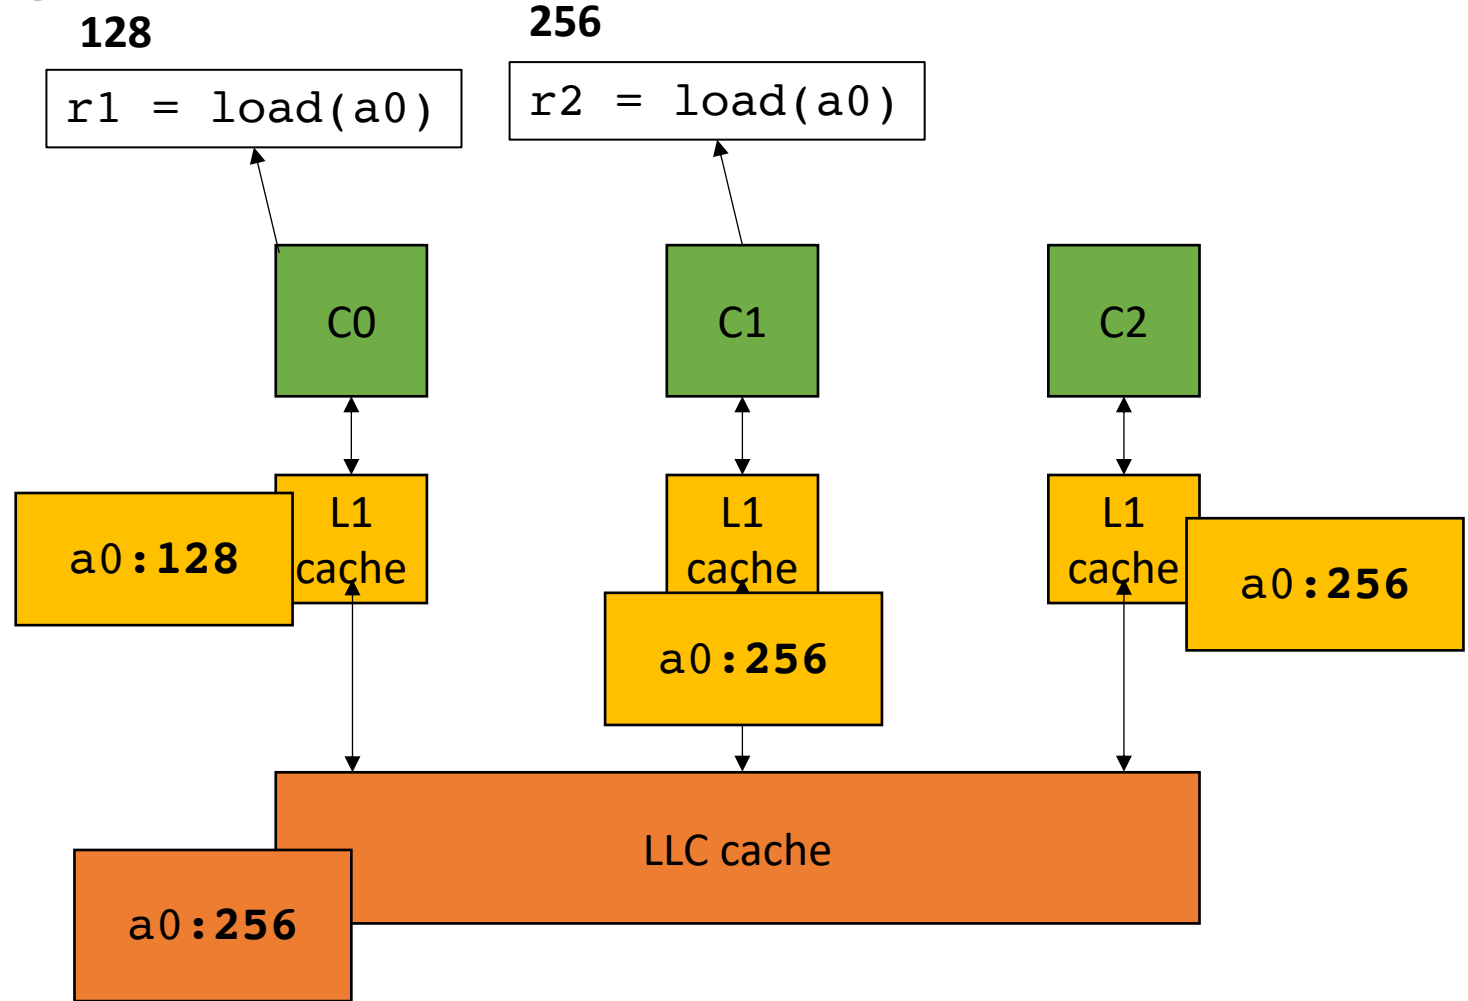 128
256
r1 = load(a0)
r2 = load(a0)
C0
C1
C2
L1
cache
L1
cache
L1
cache
a0:128
a0:256
a0:256
LLC cache
a0:256